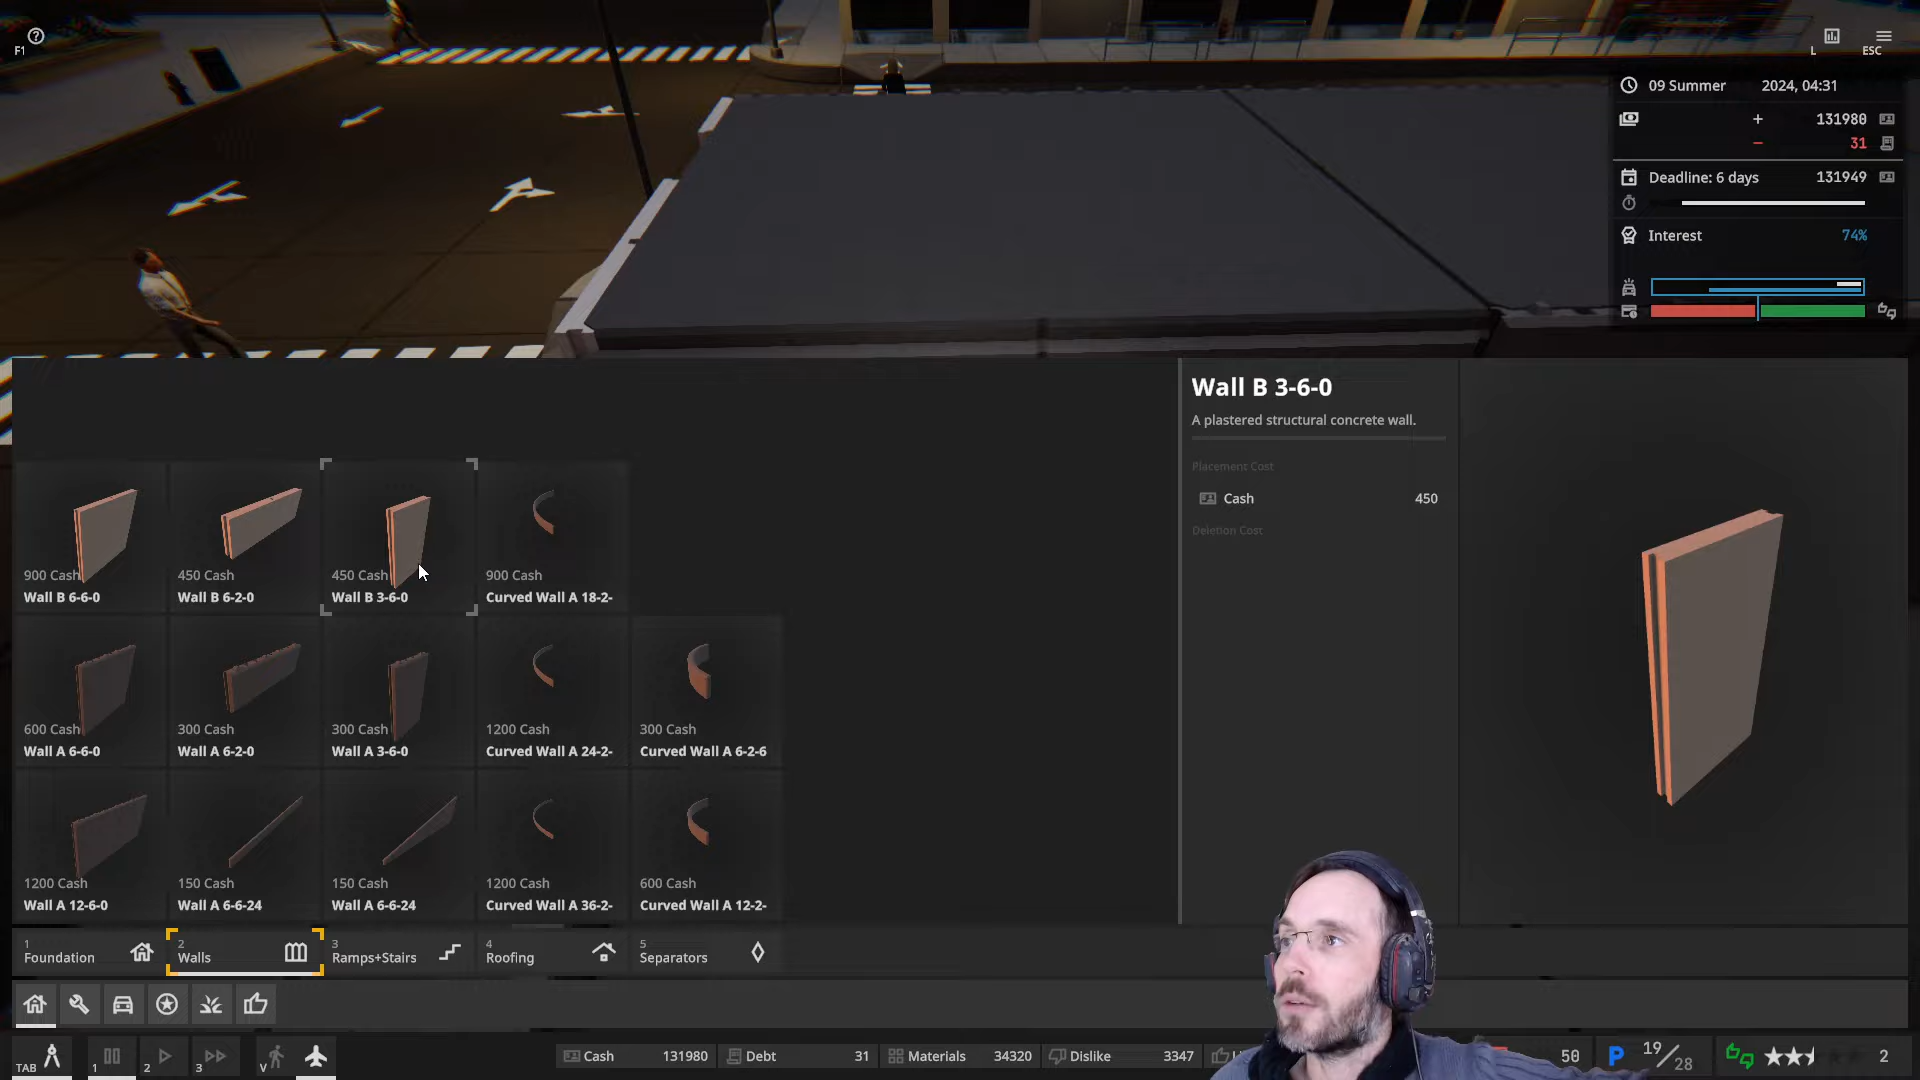 F1
L
ESC
09 Summer 2024, 04:31
+ 131980
– 31
Deadline: 6 days 131949
Interest 74%
Wall B 3-6-0
A plastered structural concrete wall.
Placement Cost
Cash 450
Deletion Cost
900 Cash
Wall B 6-6-0
450 Cash
Wall B 6-2-0
450 Cash
Wall B 3-6-0
900 Cash
Curved Wall A 18-2-
600 Cash
Wall A 6-6-0
300 Cash
Wall A 6-2-0
300 Cash
Wall A 3-6-0
1200 Cash
Curved Wall A 24-2-
300 Cash
Curved Wall A 6-2-6
1200 Cash
Wall A 12-6-0
150 Cash
Wall A 6-6-24
150 Cash
Wall A 6-6-24
1200 Cash
Curved Wall A 36-2-
600 Cash
Curved Wall A 12-2-
1 Foundation
2 Walls
3 Ramps+Stairs
4 Roofing
5 Separators
TAB 1 2 3 V Cash 131980 Debt 31 Materials 34320 Dislike 3347 50 P 19/28 2